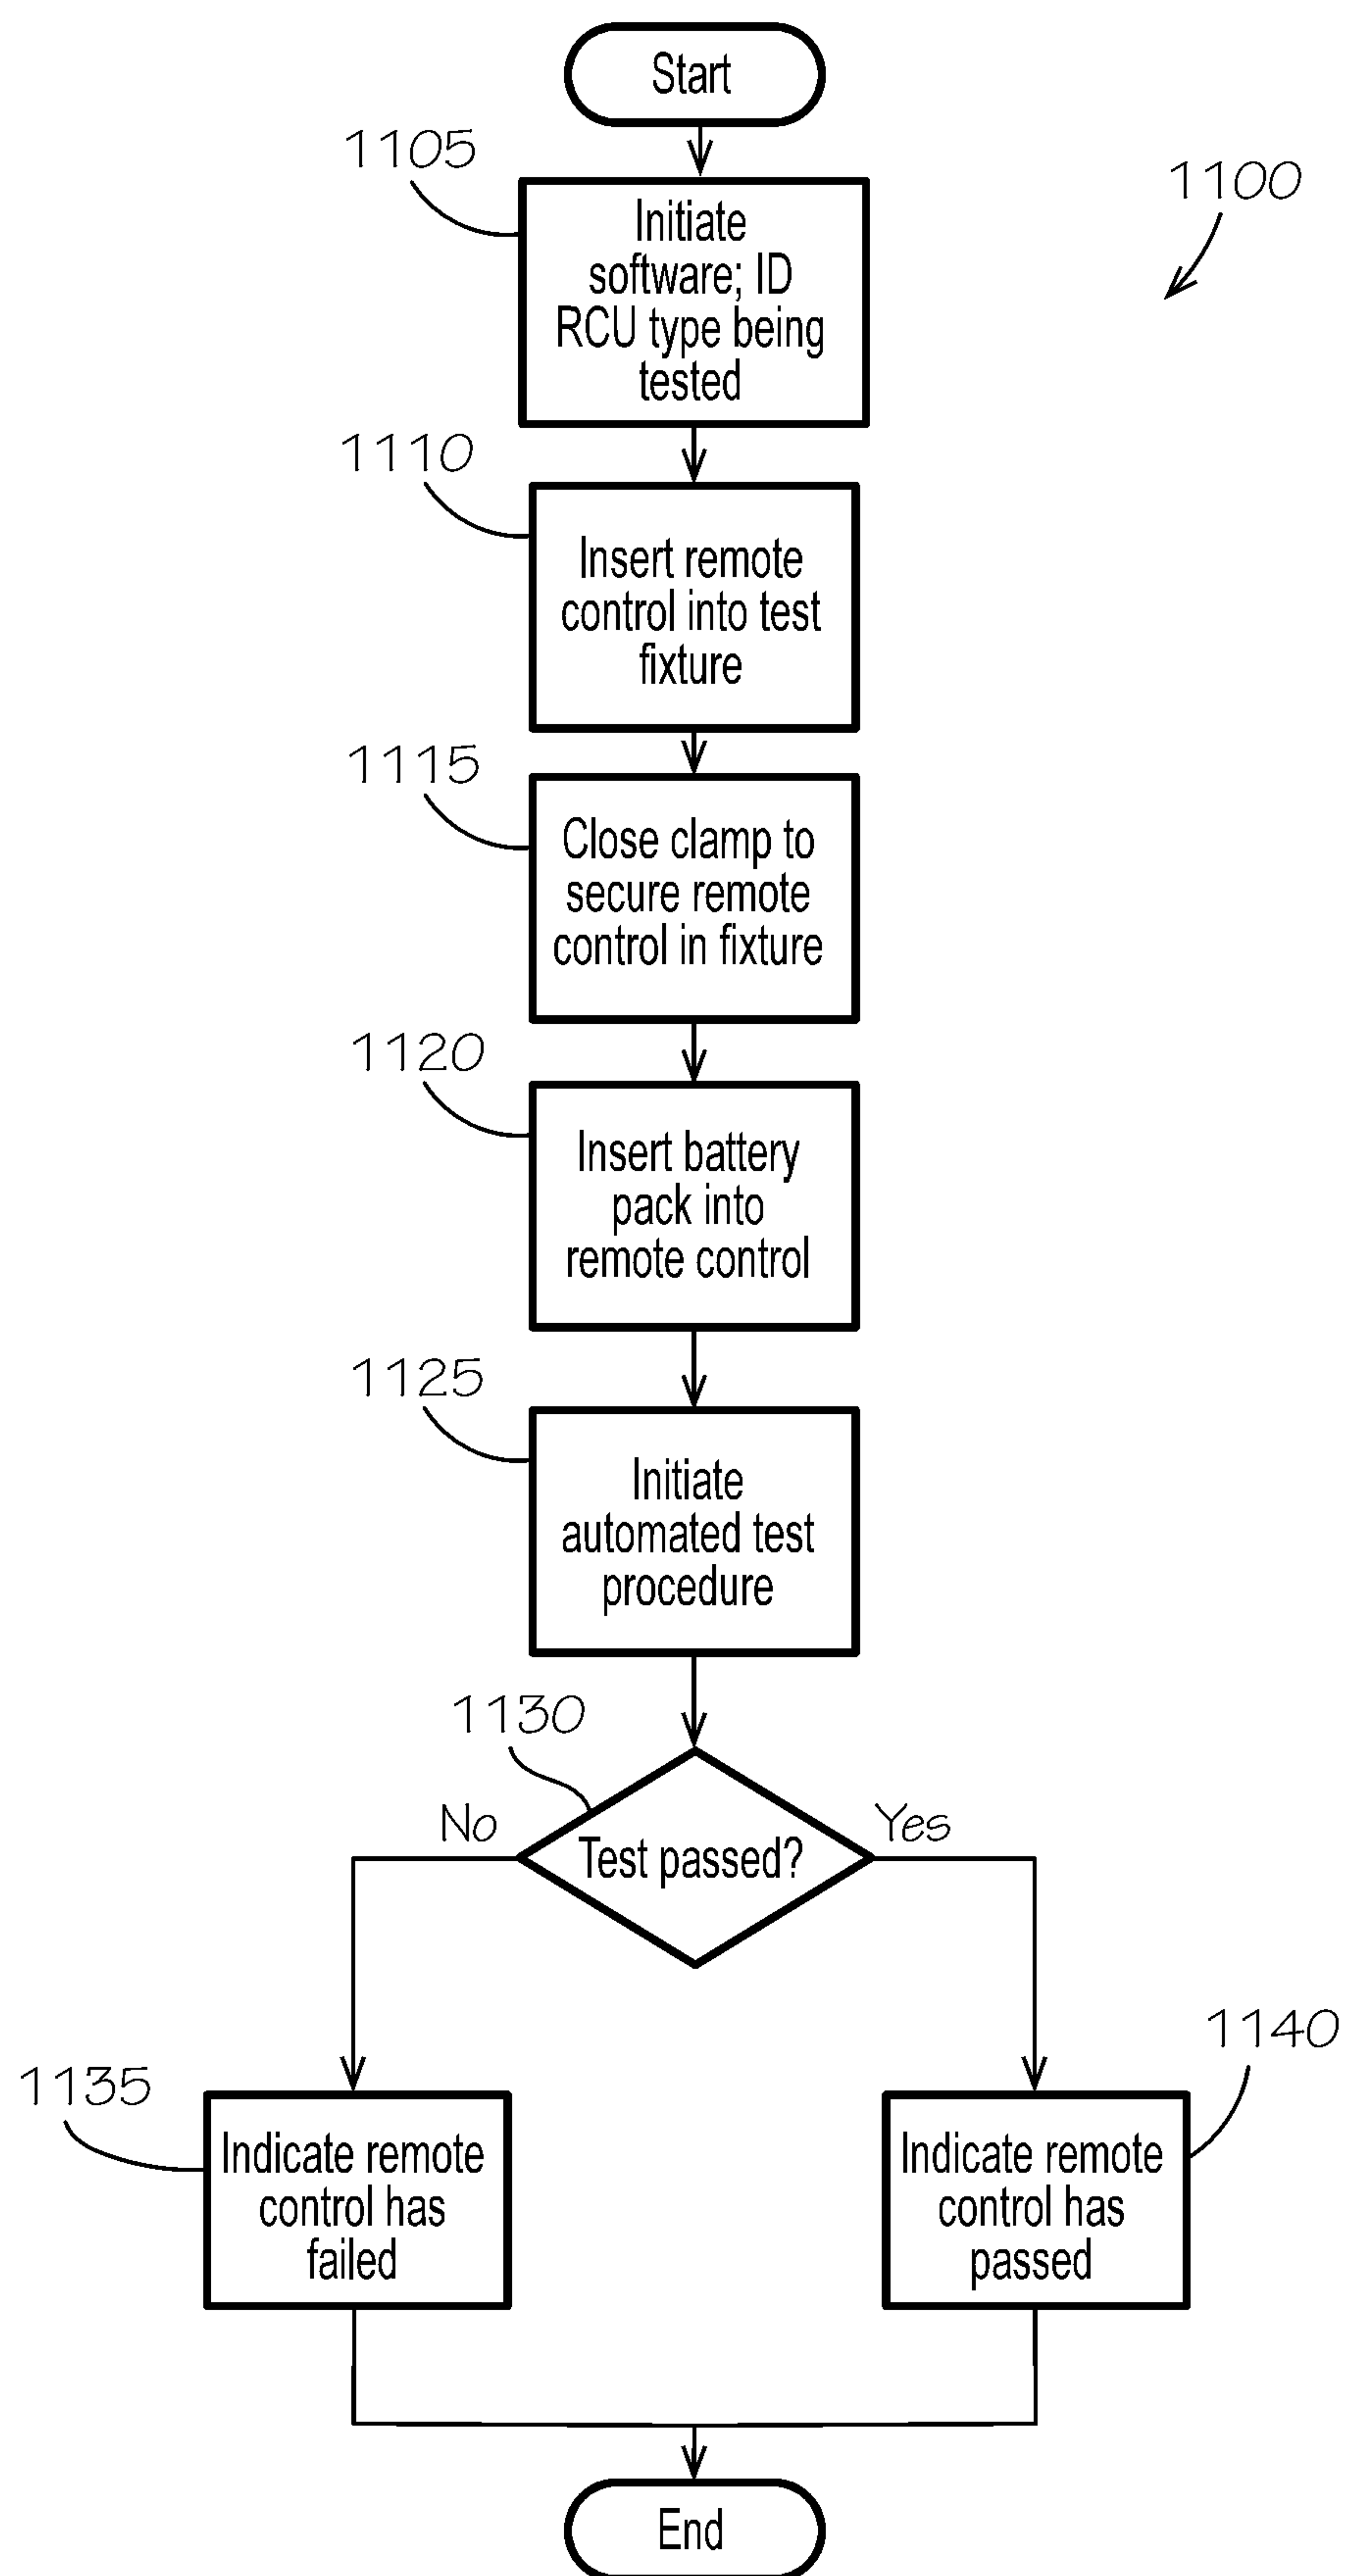 Start
1105
1100
Initiate
software; ID
RCU type being
tested
1110
Insert remote
control into test
fixture
1115
Close clamp to
secure remote
control in fixture
1120
Insert battery
pack into
remote control
1125
Initiate
automated test
procedure
1130
No
Yes
Test passed?
1135
1140
Indicate remote
control has
failed
Indicate remote
control has
passed
End